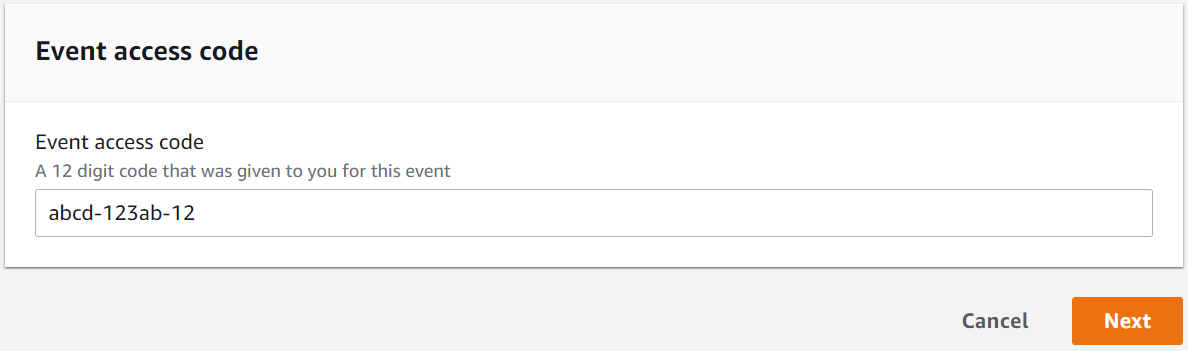 Event access code
Event access code
A 12 digit code that was given to you for this event
abcd-123ab-12
Cancel
Next